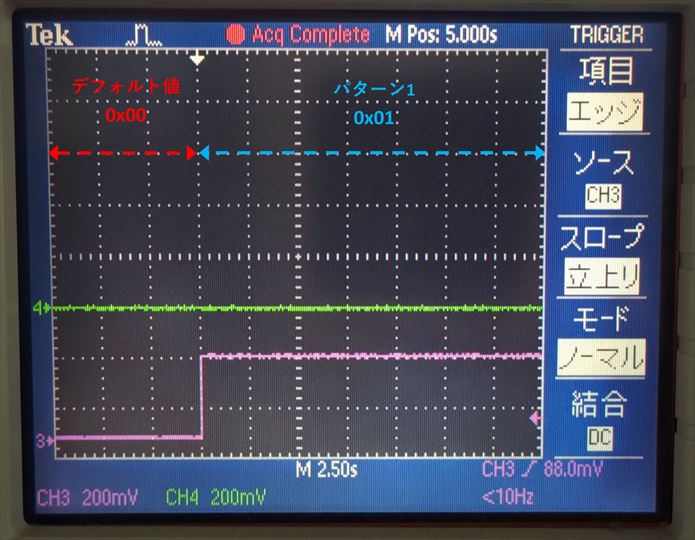 Tek
Acq Complete
M Pos: 5.000s
TRIGGER
デフォルト値
0x00
パターン1
0x01
項目
エッジ
ソース
CH3
スロープ
立上り
モード
ノーマル
結合
DC
4
3
M 2.50s
CH3 88.0mV
CH3 200mV
CH4 200mV
<10Hz